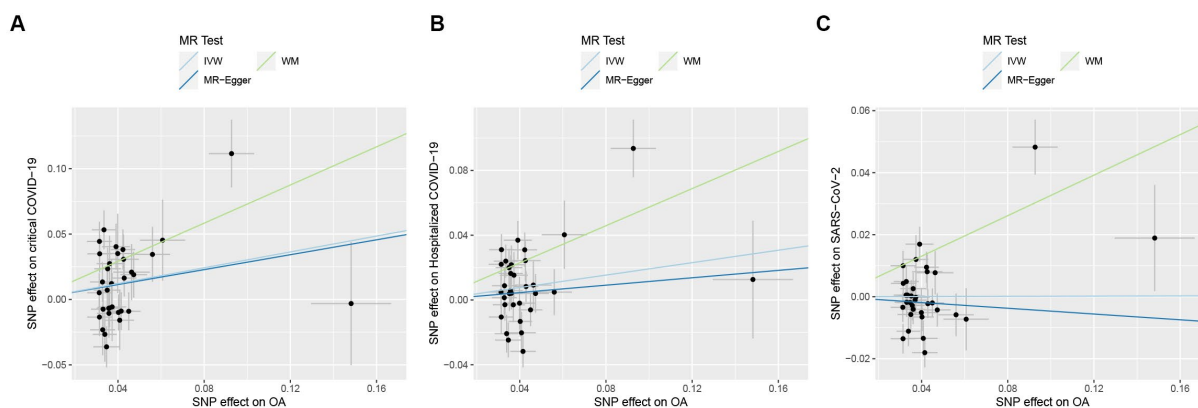 A
MR Test
IVW
WM
MR−Egger
SNP effect on critical COVID−19
0.10
0.05
0.00
−0.05
0.04
0.08
0.12
0.16
SNP effect on OA
B
MR Test
IVW
WM
MR−Egger
SNP effect on Hospitalized COVID−19
0.08
0.04
0.00
−0.04
0.04
0.08
0.12
0.16
SNP effect on OA
C
MR Test
IVW
WM
MR−Egger
SNP effect on SARS−CoV−2
0.06
0.04
0.02
0.00
−0.02
0.04
0.08
0.12
0.16
SNP effect on OA